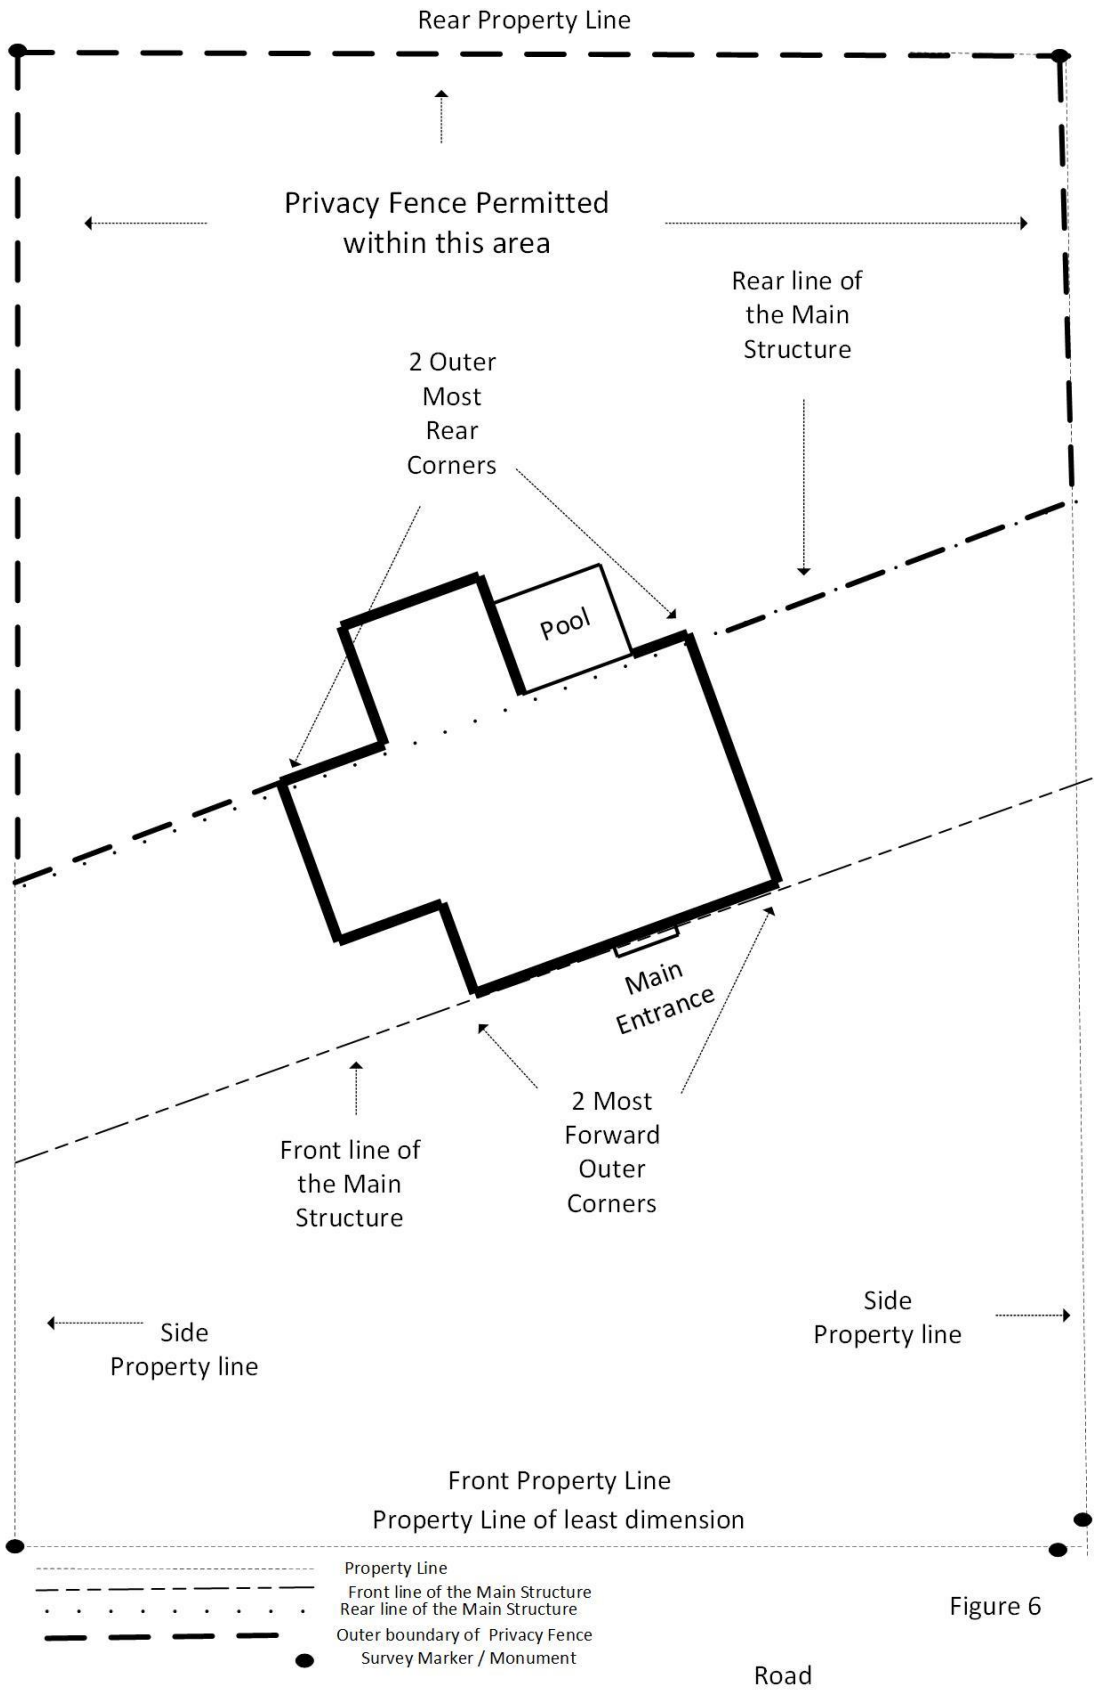 Rear Property Line
Privacy Fence Permitted
within this area
Rear line of
the Main
Structure
2 Outer
Most
Rear
Corners
Pool
Main
Entrance
2 Most
Forward
Outer
Corners
Front line of
the Main
Structure
Side
Property line
Side
Property line
Front Property Line
Property Line of least dimension
Property Line
Front line of the Main Structure
Rear line of the Main Structure
Outer boundary of Privacy Fence
Survey Marker / Monument
Figure 6
Road